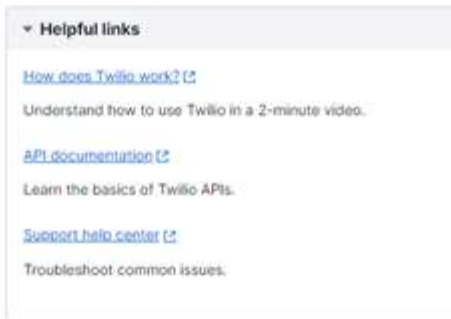 Helpful links
How does Twilio work?
Understand how to use Twilio in a 2-minute video.
API documentation
Learn the basics of Twilio APIs.
Support help center
Troubleshoot common issues.